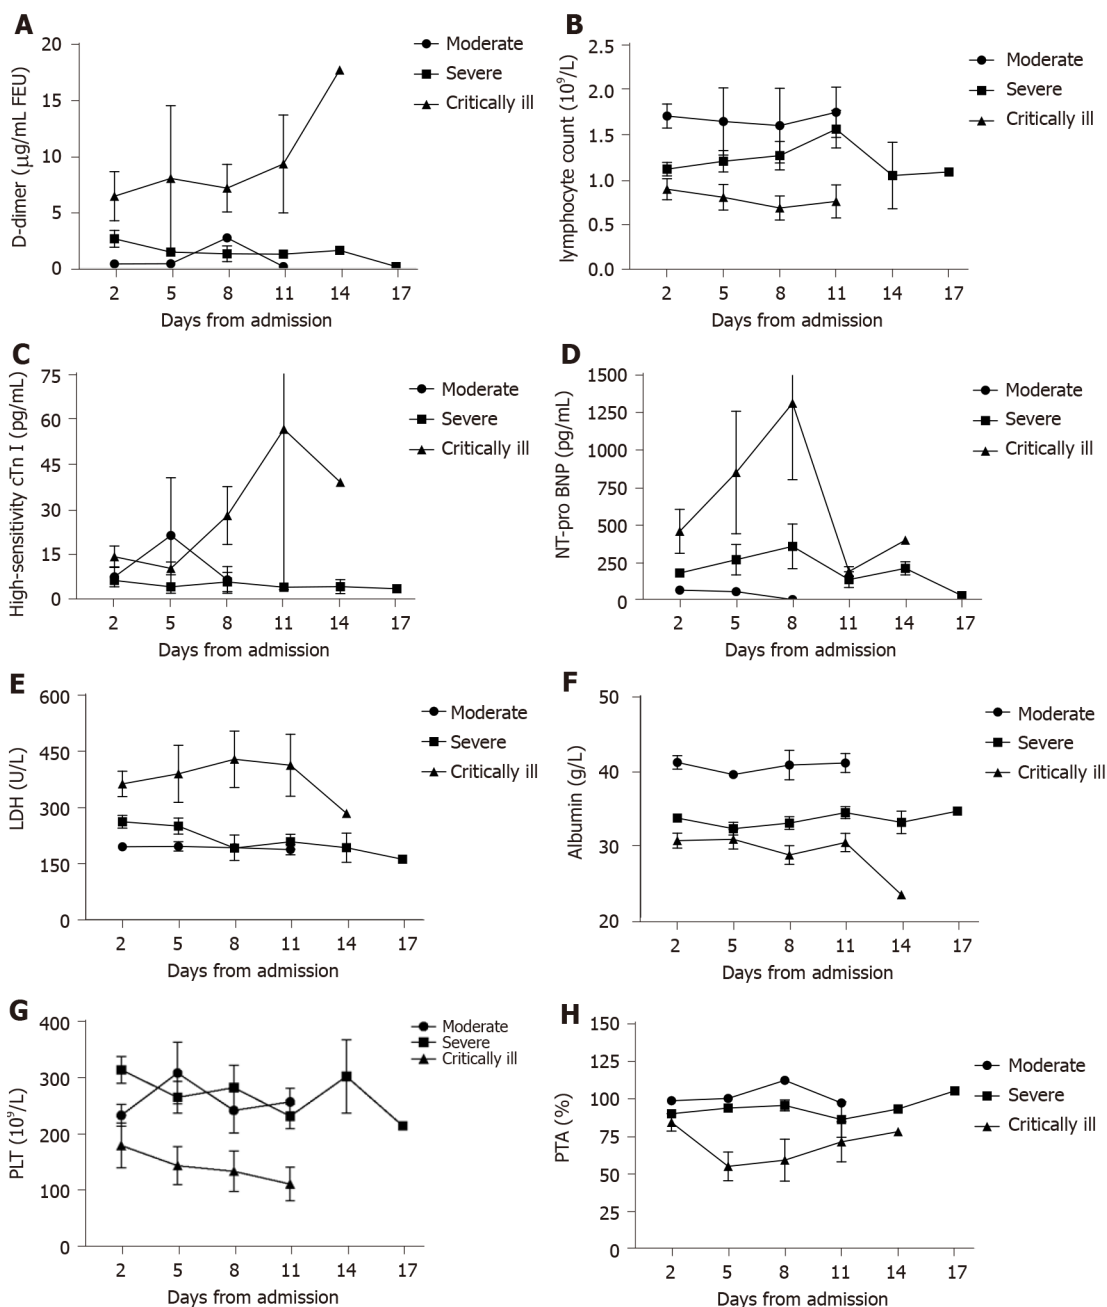 A
D-dimer (μg/mL FEU)
20
15
10
5
0
2 5 8 11 14 17
Days from admission
Moderate
Severe
Critically ill
B
lymphocyte count (10⁹/L)
2.5
2.0
1.5
1.0
0.5
0.0
2 5 8 11 14 17
Days from admission
Moderate
Severe
Critically ill
C
High-sensitivity cTn I (pg/mL)
75
60
45
30
15
0
2 5 8 11 14 17
Days from admission
Moderate
Severe
Critically ill
D
NT-pro BNP (pg/mL)
1500
1250
1000
750
500
250
0
2 5 8 11 14 17
Days from admission
Moderate
Severe
Critically ill
E
LDH (U/L)
600
450
300
150
0
2 5 8 11 14 17
Days from admission
Moderate
Severe
Critically ill
F
Albumin (g/L)
50
40
30
20
2 5 8 11 14 17
Days from admission
Moderate
Severe
Critically ill
G
PLT (10⁹/L)
400
300
200
100
0
2 5 8 11 14 17
Days from admission
Moderate
Severe
Critically ill
H
PTA (%)
150
125
100
75
50
25
0
2 5 8 11 14 17
Days from admission
Moderate
Severe
Critically ill